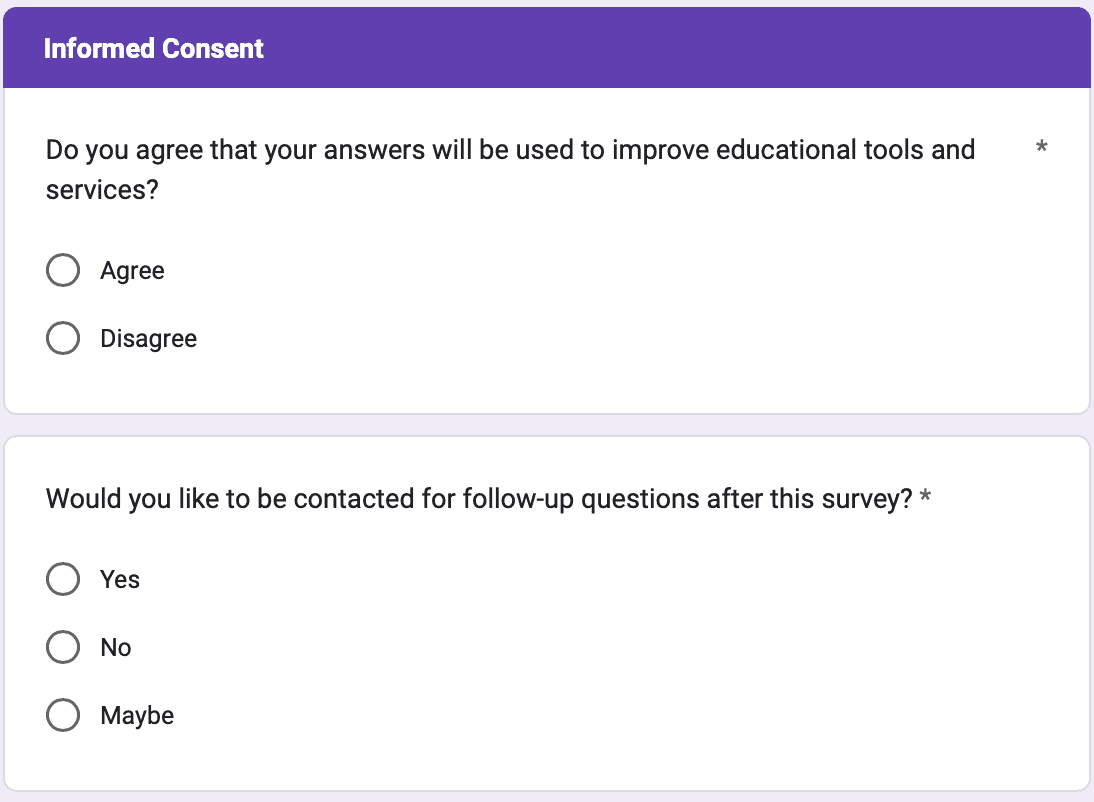 Informed Consent
Do you agree that your answers will be used to improve educational tools and *
services?
Agree
Disagree
Would you like to be contacted for follow-up questions after this survey? *
Yes
No
Maybe